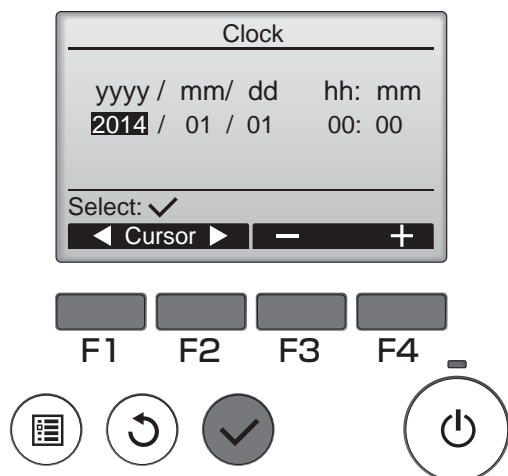 Clock
yyyy / mm/ dd hh: mm
2014 / 01 / 01 00: 00
Select: ✓
◀ Cursor ▶ − +
F1 F2 F3 F4